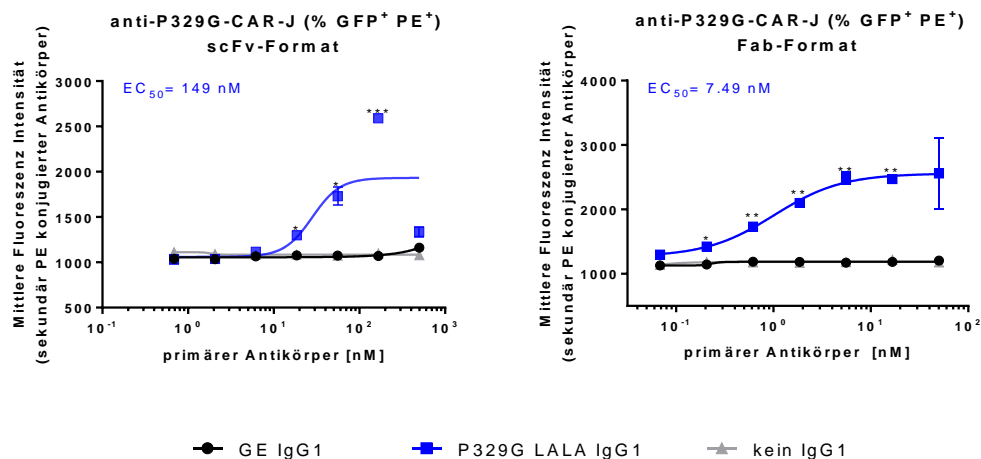 anti-P329G-CAR-J (% GFP+ PE+)
scFv-Format
Mittlere Fluoreszenz Intensität
(sekundär PE konjugierter Antikörper)
EC50= 149 nM
3000
2500
2000
1500
1000
500
* * * *
*
*
10-1 100 101 102 103
primärer Antikörper [nM]
anti-P329G-CAR-J (% GFP+ PE+)
Fab-Format
Mittlere Fluoreszenz Intensität
(sekundär PE konjugierter Antikörper)
EC50= 7.49 nM
4000
3000
2000
1000
*
**
**
**
**
10-1 100 101 102
primärer Antikörper [nM]
GE IgG1 P329G LALA IgG1 kein IgG1